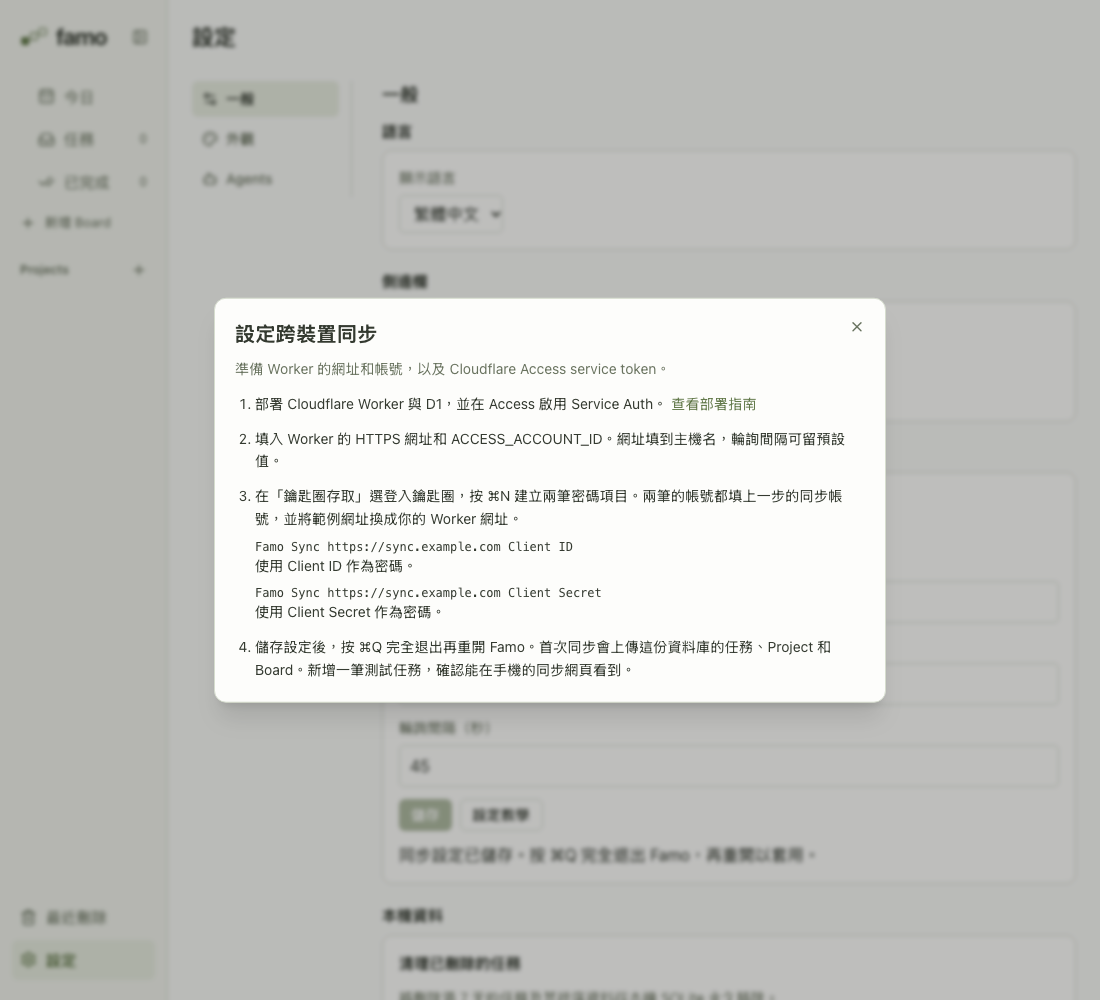 famo
設定
今日
任務 0
已完成 0
新增 Board
Projects
一般
外觀
Agents
一般
語言
顯示語言
繁體中文
側邊欄
設定跨裝置同步
準備 Worker 的網址和帳號，以及 Cloudflare Access service token。
1. 部署 Cloudflare Worker 與 D1，並在 Access 啟用 Service Auth。 查看部署指南
2. 填入 Worker 的 HTTPS 網址和 ACCESS_ACCOUNT_ID。網址填到主機名，輪詢間隔可留預設
值。
3. 在「鑰匙圈存取」選登入鑰匙圈，按 ⌘N 建立兩筆密碼項目。兩筆的帳號都填上一步的同步帳
號，並將範例網址換成你的 Worker 網址。
Famo Sync https://sync.example.com Client ID
使用 Client ID 作為密碼。
Famo Sync https://sync.example.com Client Secret
使用 Client Secret 作為密碼。
4. 儲存設定後，按 ⌘Q 完全退出再重開 Famo。首次同步會上傳這份資料庫的任務、Project 和
Board。新增一筆測試任務，確認能在手機的同步網頁看到。
輪詢間隔（秒）
45
儲存 設定教學
同步設定已儲存。按 ⌘Q 完全退出 Famo，再重開以套用。
本機資料
清理已刪除的任務
最近刪除
設定